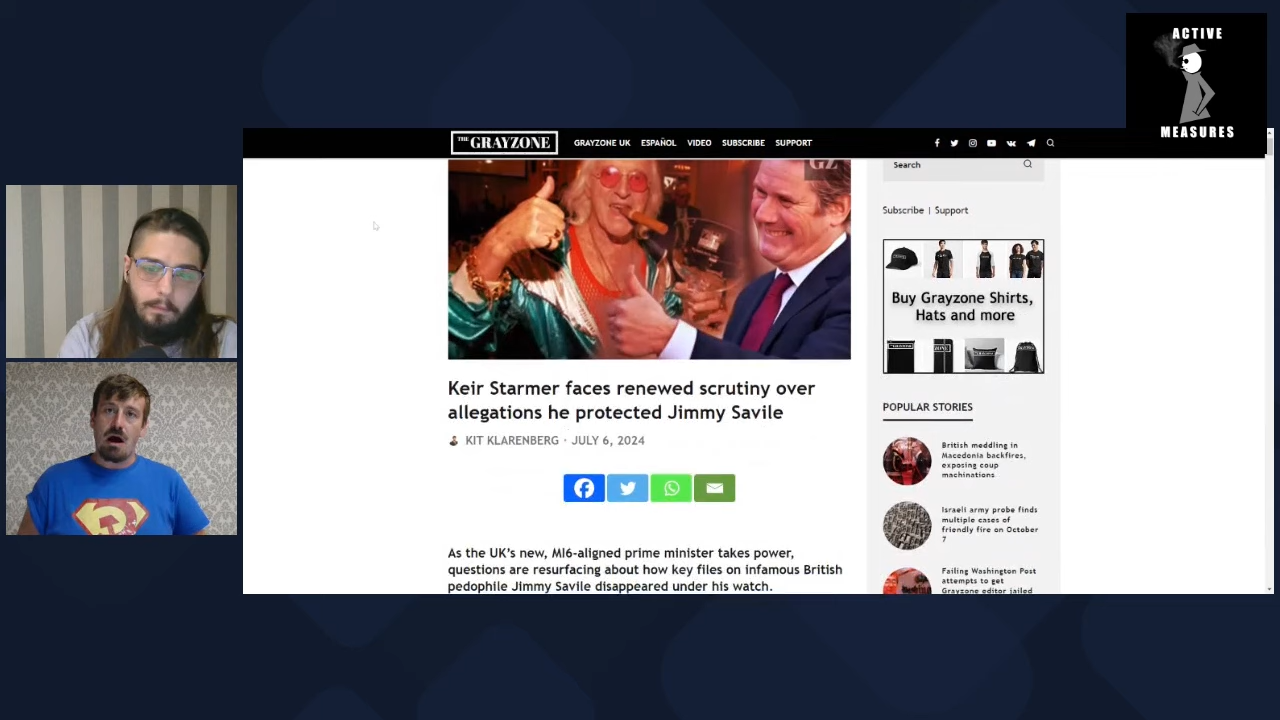 ACTIVE
MEASURES
THE GRAYZONE
GRAYZONE UK ESPAÑOL VIDEO SUBSCRIBE SUPPORT
GZ
Keir Starmer faces renewed scrutiny over
allegations he protected Jimmy Savile
KIT KLARENBERG · JULY 6, 2024
As the UK's new, MI6-aligned prime minister takes power,
questions are resurfacing about how key files on infamous British
pedophile Jimmy Savile disappeared under his watch.
Search
Subscribe | Support
Buy Grayzone Shirts,
Hats and more
POPULAR STORIES
British meddling in
Macedonia backfires,
exposing coup
machinations
Israeli army probe finds
multiple cases of
friendly fire on October
7
Failing Washington Post
attempts to get
Grayzone editor jailed